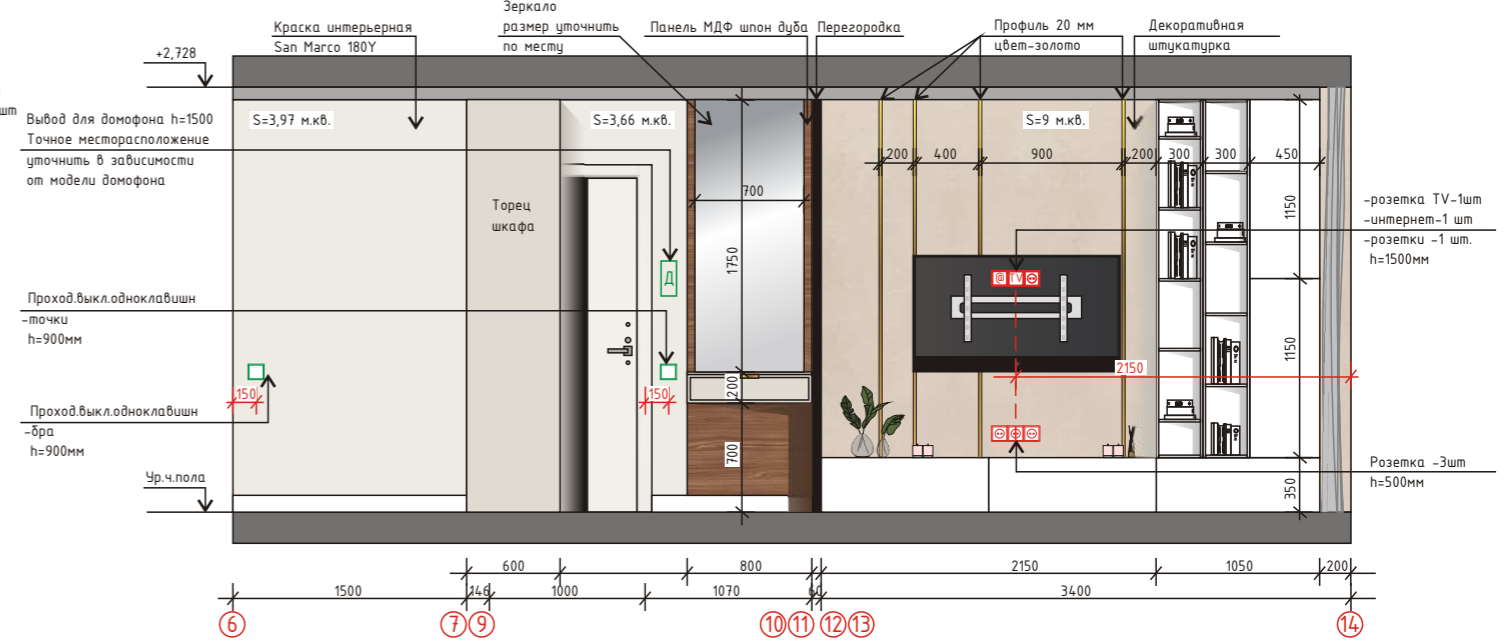 Краска интерьерная
San Marco 180Y
Зеркало
размер уточнить
по месту
Панель МДФ шпон дуба
Перегородка
Профиль 20 мм
цвет-золото
Декоративная
штукатурка
+2,728
шт
Вывод для домофона h=1500
Точное месторасположение
уточнить в зависимости
от модели домофона
S=3,97 м.кв.
S=3,66 м.кв.
S=9 м.кв.
200
400
900
200
300
300
450
Торец
шкафа
700
1750
1150
-розетка TV-1шт
-интернет-1 шт
-розетки -1 шт.
h=1500мм
Д
@ TV
Проход.выкл.одноклавишн
-точки
h=900мм
1150
2150
150
150
200
Проход.выкл.одноклавишн
-бра
h=900мм
700
350
Розетка -3шт
h=500мм
Ур.ч.пола
600
800
2150
1050
200
1500
146
1000
1070
60
3400
6
7
9
10
11
12
13
14